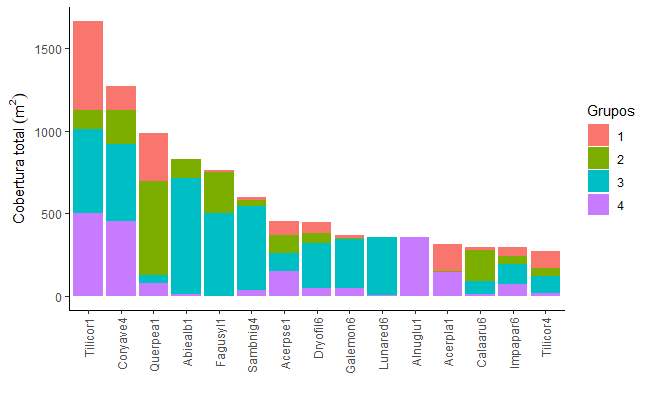 Cobertura total (m²)
1500
1000
500
0
Tilicor1
Coryave4
Querpea1
Abiealb1
Fagusyl1
Sambnig4
Acerpse1
Dryofil6
Galemon6
Lunared6
Alnuglu1
Acerpla1
Calaaru6
Impapar6
Tilicor4
Grupos
1
2
3
4